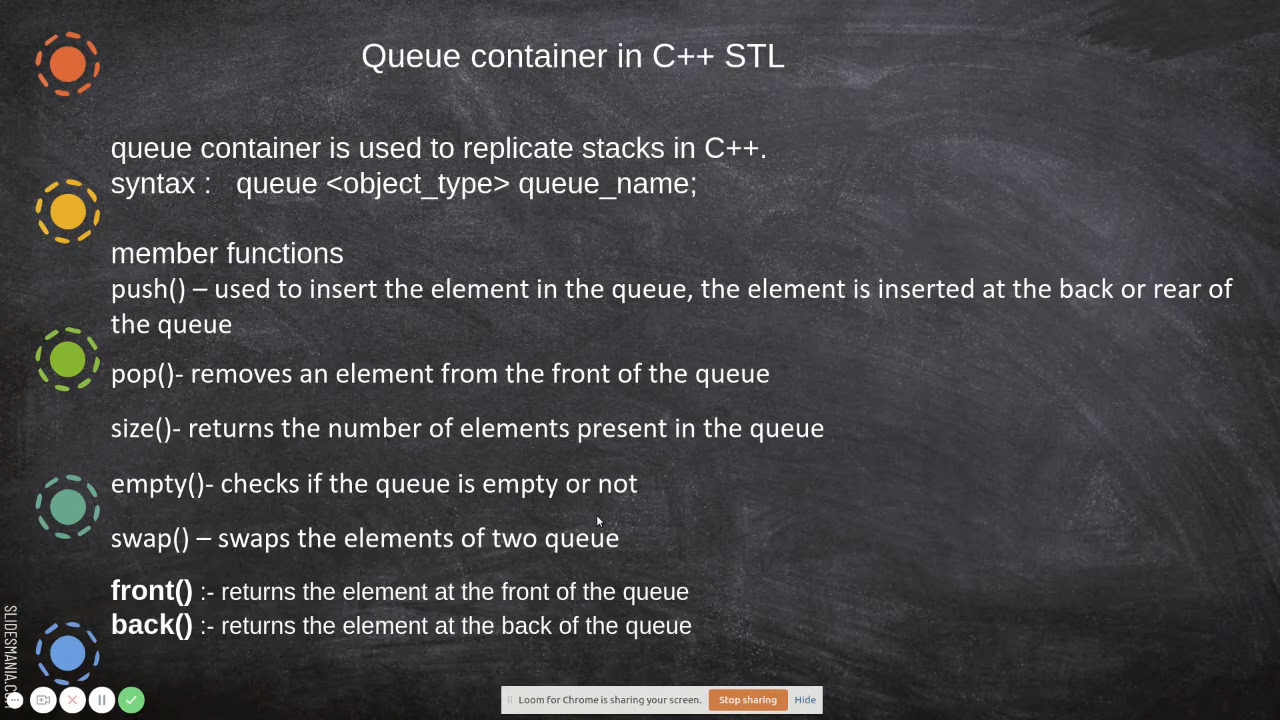 Queue container in C++ STL
queue container is used to replicate stacks in C++.
syntax :   queue <object_type> queue_name;
member functions
push() – used to insert the element in the queue, the element is inserted at the back or rear of
the queue
pop()- removes an element from the front of the queue
size()- returns the number of elements present in the queue
empty()- checks if the queue is empty or not
swap() – swaps the elements of two queue
front() :- returns the element at the front of the queue
back() :- returns the element at the back of the queue
Loom for Chrome is sharing your screen. Stop sharing Hide